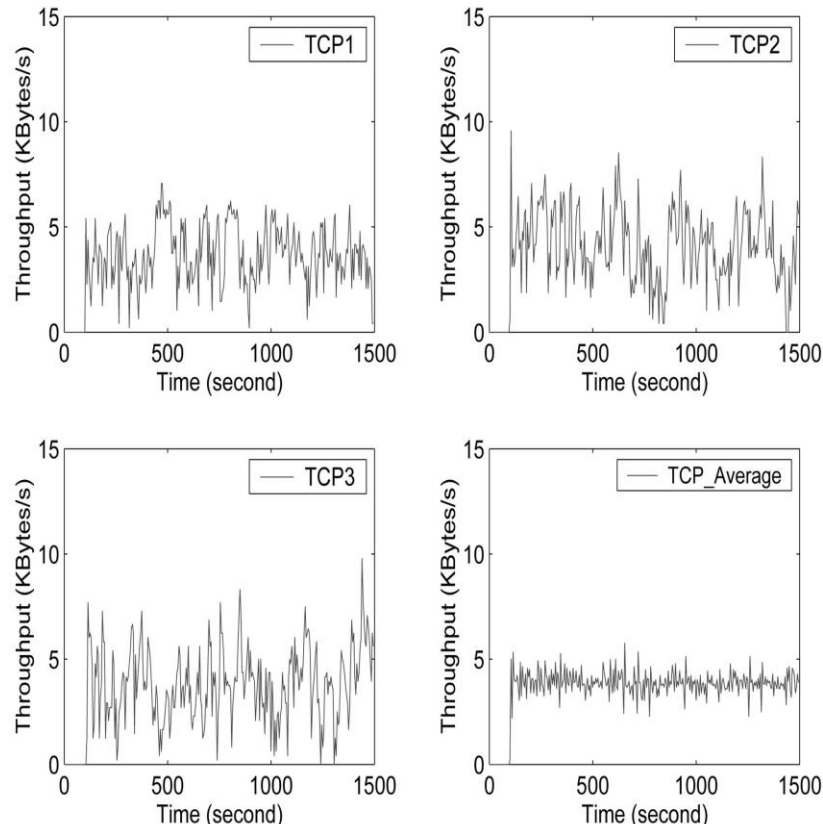 15
TCP1
10
5
0
Throughput (KBytes/s)
0 500 1000 1500
Time (second)
15
TCP2
10
5
0
Throughput (KBytes/s)
0 500 1000 1500
Time (second)
15
TCP3
10
5
0
Throughput (KBytes/s)
0 500 1000 1500
Time (second)
15
TCP_Average
10
5
0
Throughput (KBytes/s)
0 500 1000 1500
Time (second)